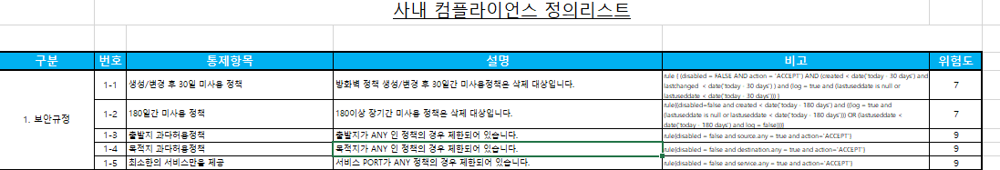 사내 컴플라이언스 정의리스트
구분 번호 통제항목 설명 비고 위험도
1. 보안규정
1-1 생성/변경 후 30일 미사용 정책 방화벽 정책 생성/변경 후 30일간 미사용정책은 삭제 대상입니다.
rule { (disabled = FALSE AND action = "ACCEPT") AND (created < date('today - 30 days') and
lastchanged < date('today - 30 days') ) and (log = true and (lastuseddate is null or
lastuseddate < date('today - 30 days'))) }
7
1-2 180일간 미사용 정책 180이상 장기간 미사용 정책은 삭제 대상입니다.
rule{(disabled=false and created < date('today - 180 days') and ((log = true and
(lastuseddate is null or lastuseddate < date('today - 180 days'))) OR (lastuseddate <
date('today - 180 days') and log = false)))}
7
1-3 출발지 과다허용정책 출발지가 ANY 인 정책의 경우 제한되어 있습니다. rule{disabled = false and source.any = true and action='ACCEPT'} 9
1-4 목적지 과다허용정책 목적지가 ANY 인 정책의 경우 제한되어 있습니다. rule{disabled = false and destination.any = true and action='ACCEPT'} 9
1-5 최소한의 서비스만을 제공 서비스 PORT가 ANY 정책의 경우 제한되어 있습니다. rule{disabled = false and service.any = true and action='ACCEPT'} 9